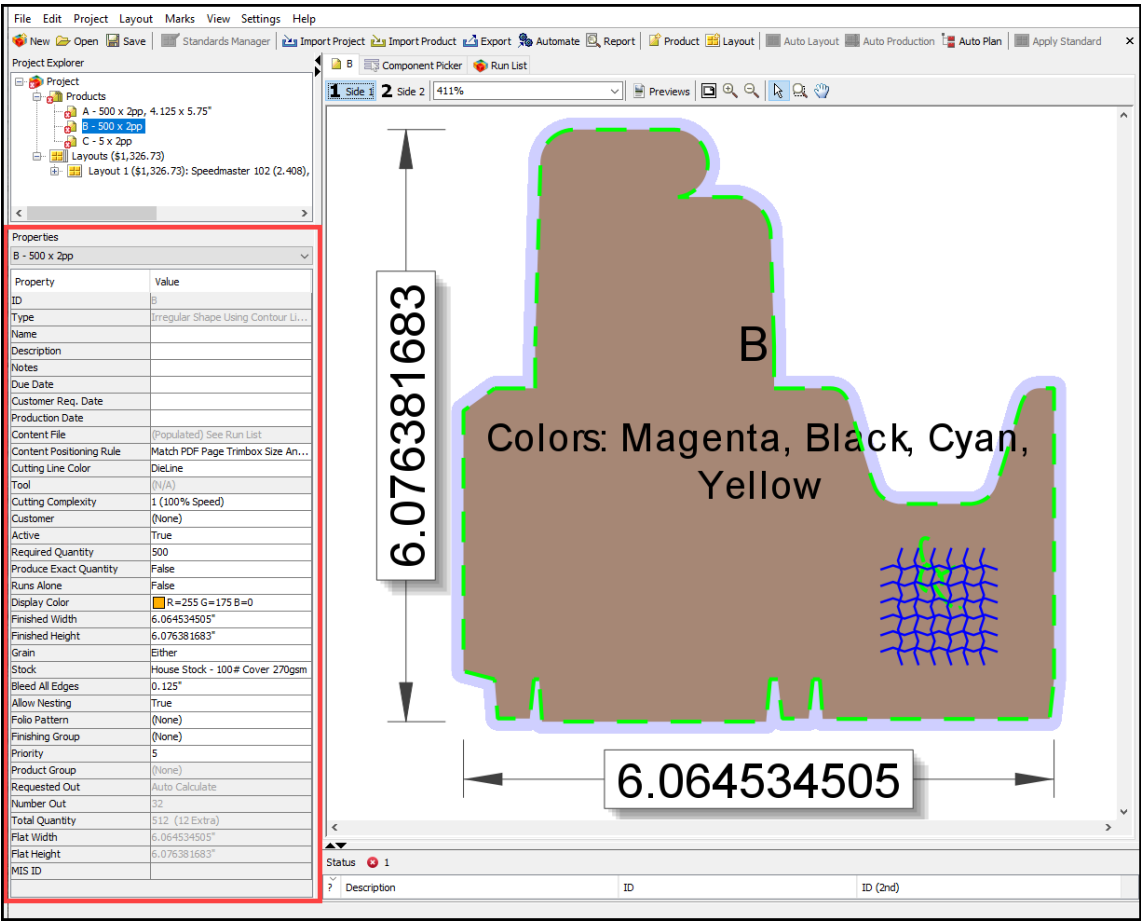 File Edit Project Layout Marks View Settings Help
New Open Save Standards Manager Import Project Import Product Export Automate Report Product Layout Auto Layout Auto Production Auto Plan Apply Standard
Project Explorer
Project
Products
A - 500 x 2pp, 4.125 x 5.75"
B - 500 x 2pp
C - 5 x 2pp
Layouts ($1,326.73)
Layout 1 ($1,326.73): Speedmaster 102 (2.408),
Properties
B - 500 x 2pp
Property Value
ID B
Type Irregular Shape Using Contour Li...
Name
Description
Notes
Due Date
Customer Req. Date
Production Date
Content File (Populated) See Run List
Content Positioning Rule Match PDF Page Trimbox Size An...
Cutting Line Color DieLine
Tool (N/A)
Cutting Complexity 1 (100% Speed)
Customer (None)
Active True
Required Quantity 500
Produce Exact Quantity False
Runs Alone False
Display Color R=255 G=175 B=0
Finished Width 6.064534505"
Finished Height 6.076381683"
Grain Either
Stock House Stock - 100# Cover 270gsm
Bleed All Edges 0.125"
Allow Nesting True
Folio Pattern (None)
Finishing Group (None)
Priority 5
Product Group (None)
Requested Out Auto Calculate
Number Out 32
Total Quantity 512 (12 Extra)
Flat Width 6.064534505"
Flat Height 6.076381683"
MIS ID
B Component Picker Run List
1 Side 1 2 Side 2 411% Previews
6.076381683
B
Colors: Magenta, Black, Cyan,
Yellow
6.064534505
Status 1
? Description ID ID (2nd)